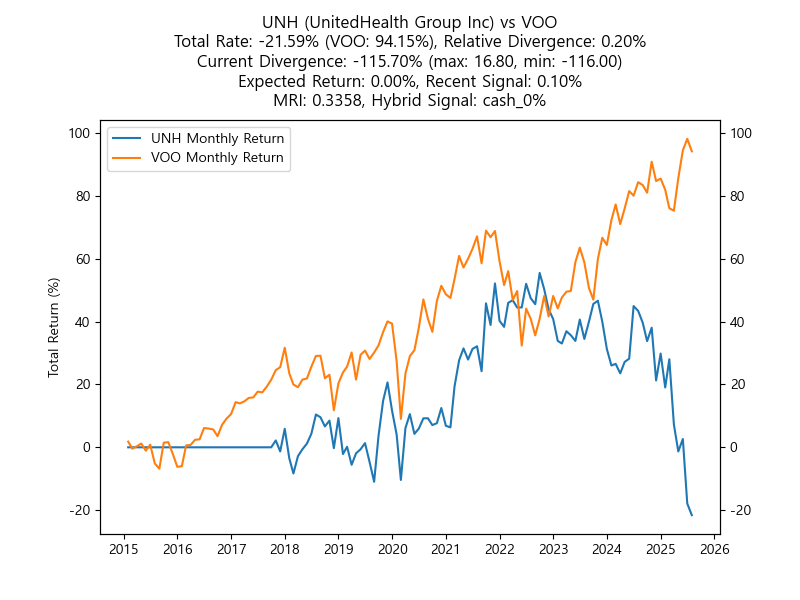 UNH (UnitedHealth Group Inc) vs VOO
Total Rate: -21.59% (VOO: 94.15%), Relative Divergence: 0.20%
Current Divergence: -115.70% (max: 16.80, min: -116.00)
Expected Return: 0.00%, Recent Signal: 0.10%
MRI: 0.3358, Hybrid Signal: cash_0%
UNH Monthly Return
VOO Monthly Return
Total Return (%)
100
80
60
40
20
0
-20
100
80
60
40
20
0
-20
2015 2016 2017 2018 2019 2020 2021 2022 2023 2024 2025 2026